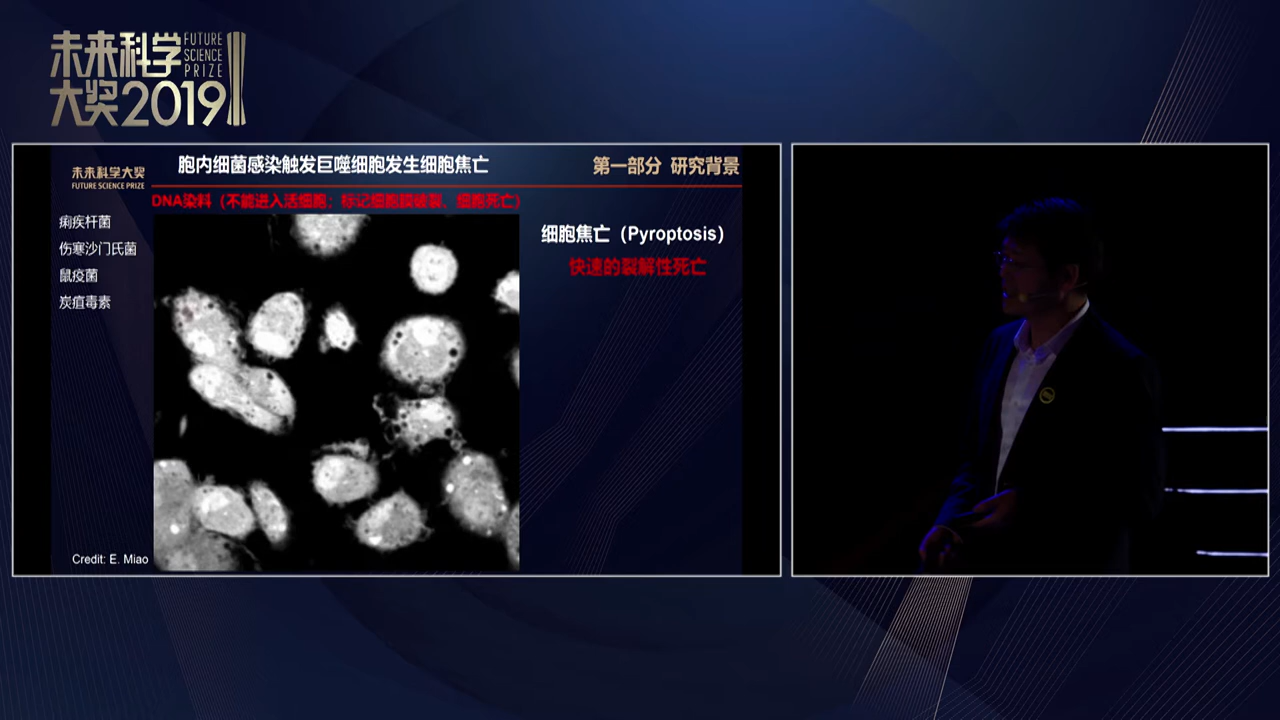 未来科学 FUTURE SCIENCE PRIZE
大奖2019
未来科学大奖
FUTURE SCIENCE PRIZE
胞内细菌感染触发巨噬细胞发生细胞焦亡
第一部分 研究背景
DNA染料（不能进入活细胞；标记细胞膜破裂、细胞死亡）
痢疾杆菌
伤寒沙门氏菌
鼠疫菌
炭疽毒素
细胞焦亡（Pyroptosis）
快速的裂解性死亡
Credit: E. Miao